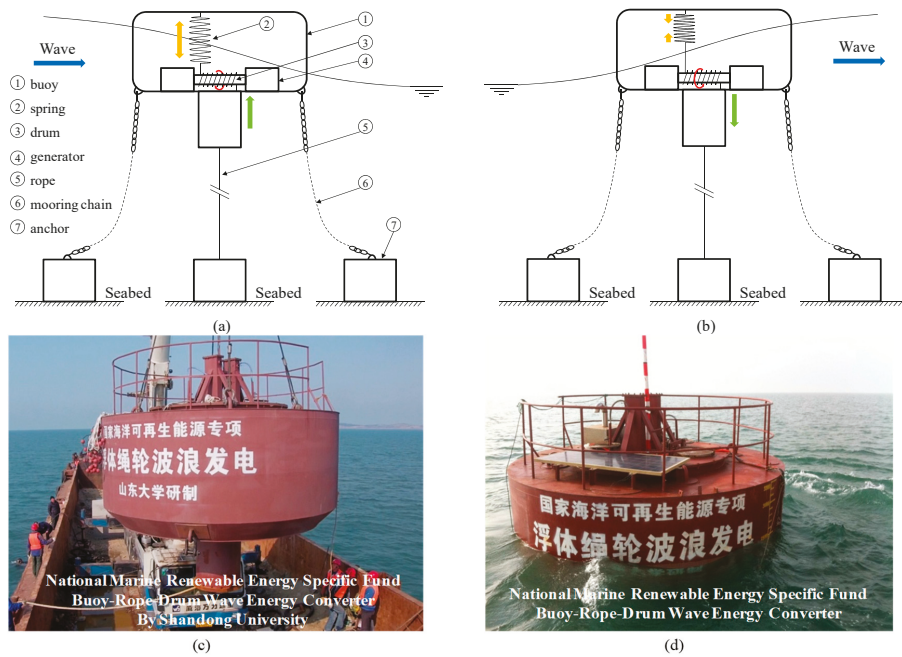 Wave
①
②
③
④
① buoy
② spring
③ drum
④ generator
⑤ rope
⑥ mooring chain
⑦ anchor
⑤
⑥
⑦
Seabed
Seabed
(a)
Wave
Seabed
Seabed
(b)
国家海洋可再生能源专项
浮体绳轮波浪发电
山东大学研制
National Marine Renewable Energy Specific Fund
Buoy-Rope-Drum Wave Energy Converter
By Shandong University
(c)
国家海洋可再生能源专项
浮体绳轮波浪发电
National Marine Renewable Energy Specific Fund
Buoy-Rope-Drum Wave Energy Converter
(d)